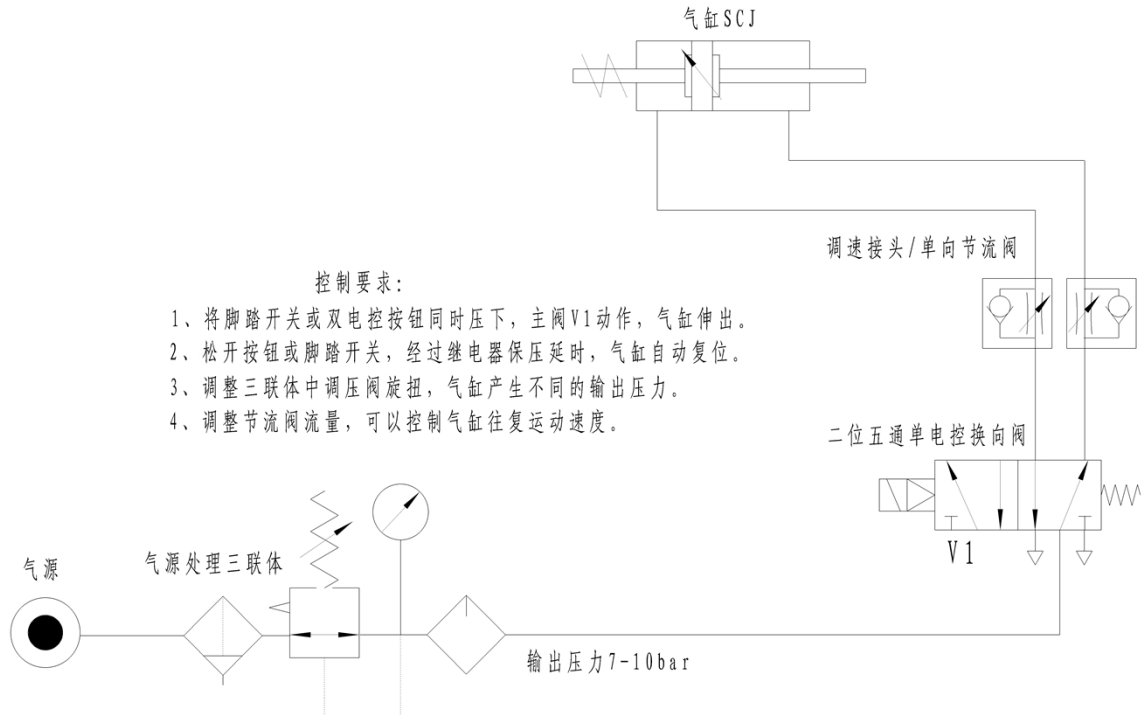 气缸SCJ
调速接头/单向节流阀
控制要求:
1、将脚踏开关或双电控按钮同时压下，主阀V1动作，气缸伸出。
2、松开按钮或脚踏开关，经过继电器保压延时，气缸自动复位。
3、调整三联体中调压阀旋扭，气缸产生不同的输出压力。
4、调整节流阀流量，可以控制气缸往复运动速度。
二位五通单电控换向阀
V1
气源处理三联体
气源
输出压力7-10bar